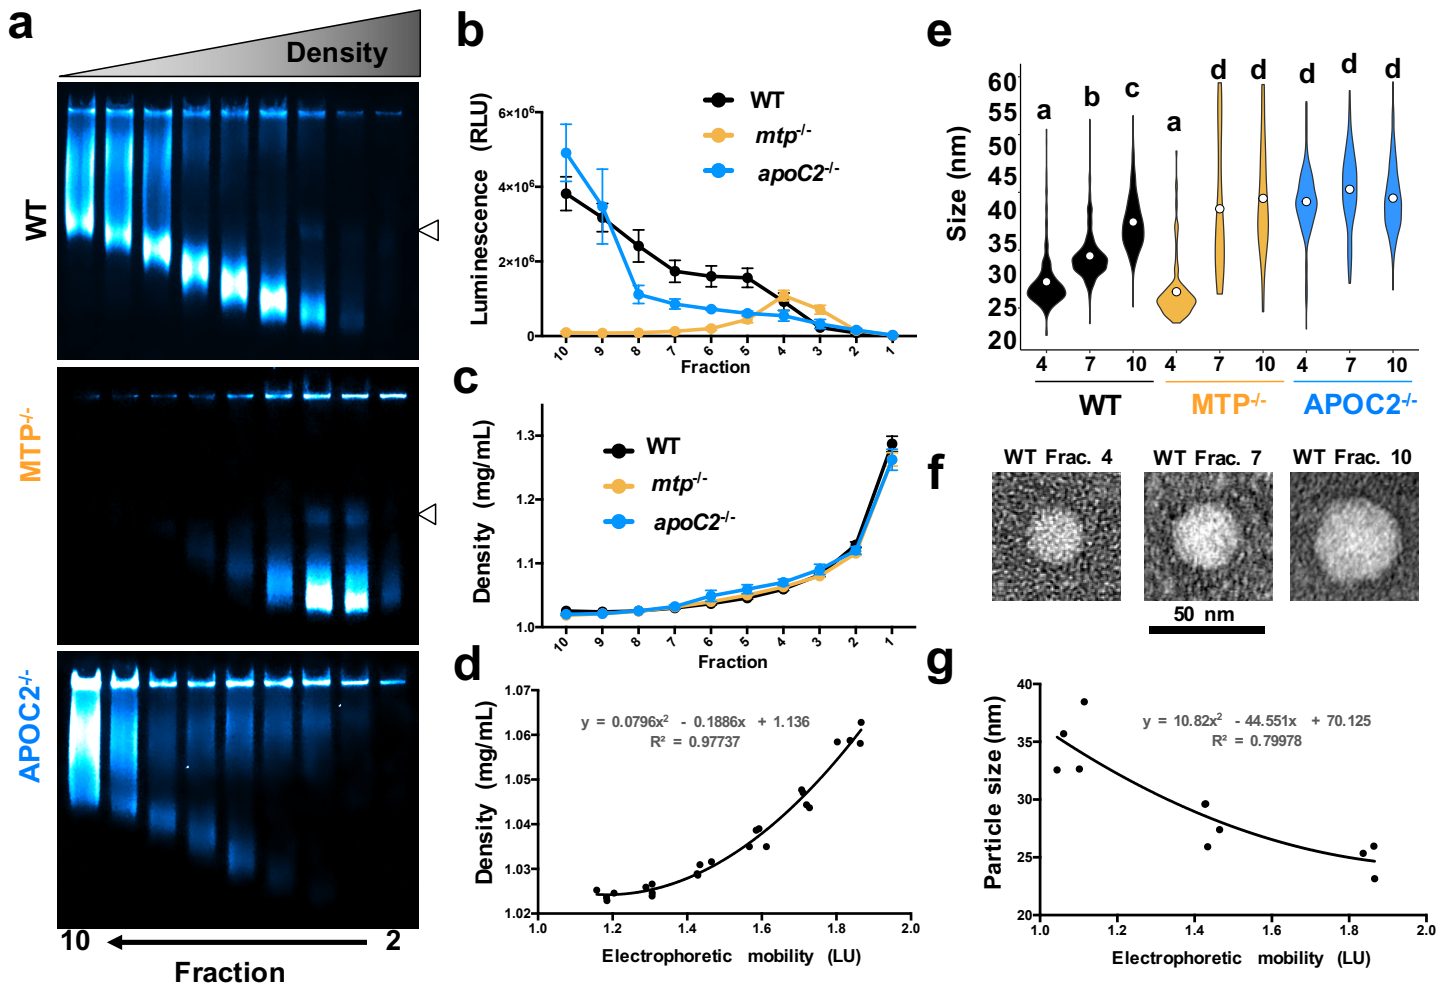 a
Density
WT
MTP-/-
APOC2-/-
10
2
Fraction
b
Luminescence (RLU)
6×10⁶
4×10⁶
2×10⁶
0
WT
mtp-/-
apoC2-/-
10 9 8 7 6 5 4 3 2 1
Fraction
c
Density (mg/mL)
1.3
1.2
1.1
1.0
WT
mtp-/-
apoC2-/-
10 9 8 7 6 5 4 3 2 1
Fraction
d
Density (mg/mL)
1.07
1.06
1.05
1.04
1.03
1.02
y = 0.0796x² - 0.1886x + 1.136
R² = 0.97737
1.0 1.2 1.4 1.6 1.8 2.0
Electrophoretic mobility (LU)
e
Size (nm)
60
55
50
45
40
35
30
25
20
a b c a d d d d d
4 7 10 4 7 10 4 7 10
WT MTP-/- APOC2-/-
f
WT Frac. 4 WT Frac. 7 WT Frac. 10
50 nm
g
Particle size (nm)
40
35
30
25
20
y = 10.82x² - 44.551x + 70.125
R² = 0.79978
1.0 1.2 1.4 1.6 1.8 2.0
Electrophoretic mobility (LU)